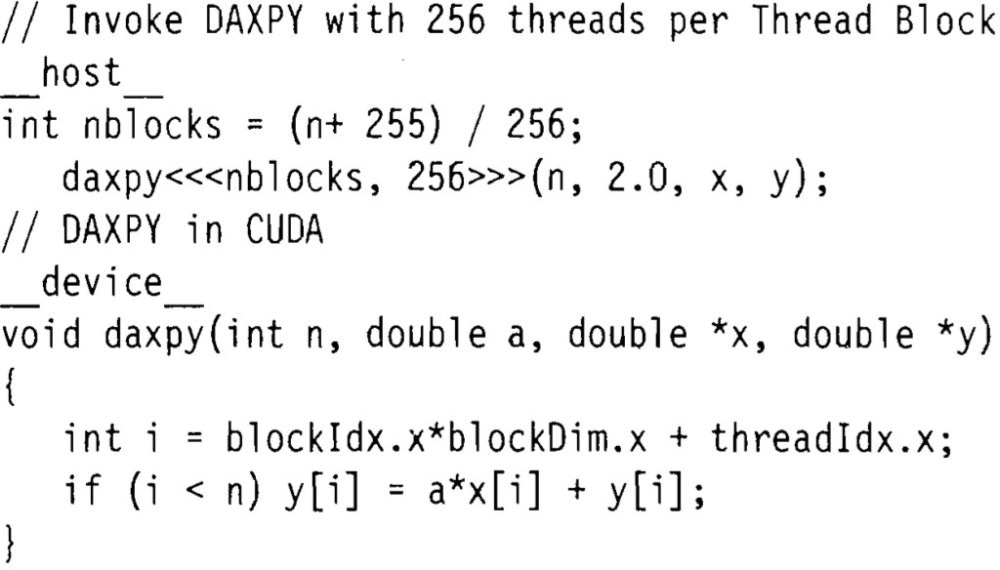 // Invoke DAXPY with 256 threads per Thread Block
__host__
int nblocks = (n+ 255) / 256;
daxpy<<<nblocks, 256>>>(n, 2.0, x, y);
// DAXPY in CUDA
__device__
void daxpy(int n, double a, double *x, double *y)
{
int i = blockIdx.x*blockDim.x + threadIdx.x;
if (i < n) y[i] = a*x[i] + y[i];
}